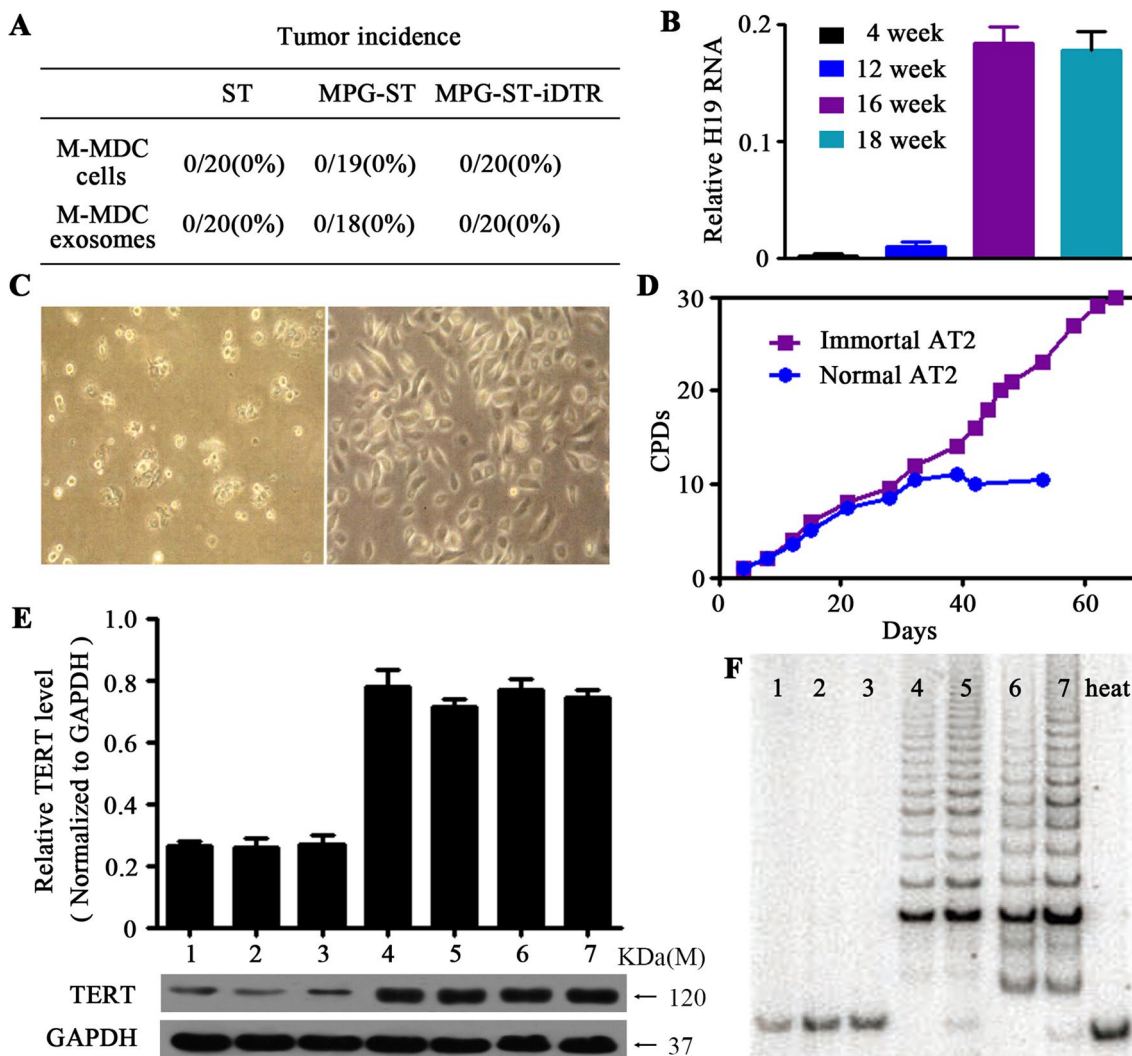 A
Tumor incidence
ST MPG-ST MPG-ST-iDTR
M-MDC
cells
0/20(0%) 0/19(0%) 0/20(0%)
M-MDC
exosomes
0/20(0%) 0/18(0%) 0/20(0%)
B
Relative H19 RNA
0.2
0.1
0
4 week
12 week
16 week
18 week
C
D
CPDs
30
20
10
0
Immortal AT2
Normal AT2
0 20 40 60
Days
E
Relative TERT level
( Normalized to GAPDH )
1.0
0.8
0.6
0.4
0.2
0
1 2 3 4 5 6 7 KDa(M)
TERT ← 120
GAPDH ← 37
F
1 2 3 4 5 6 7 heat